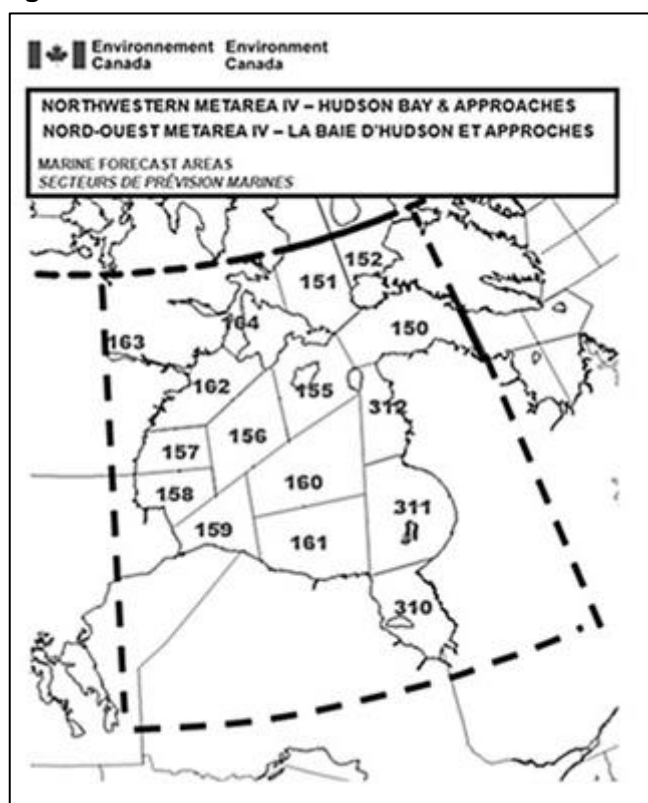 Environnement Environment
Canada Canada
NORTHWESTERN METAREA IV – HUDSON BAY & APPROACHES
NORD-OUEST METAREA IV – LA BAIE D'HUDSON ET APPROCHES
MARINE FORECAST AREAS
SECTEURS DE PRÉVISION MARINES
152
151
164
150
163
155
162
312
156
157
160
158
311
159
161
310